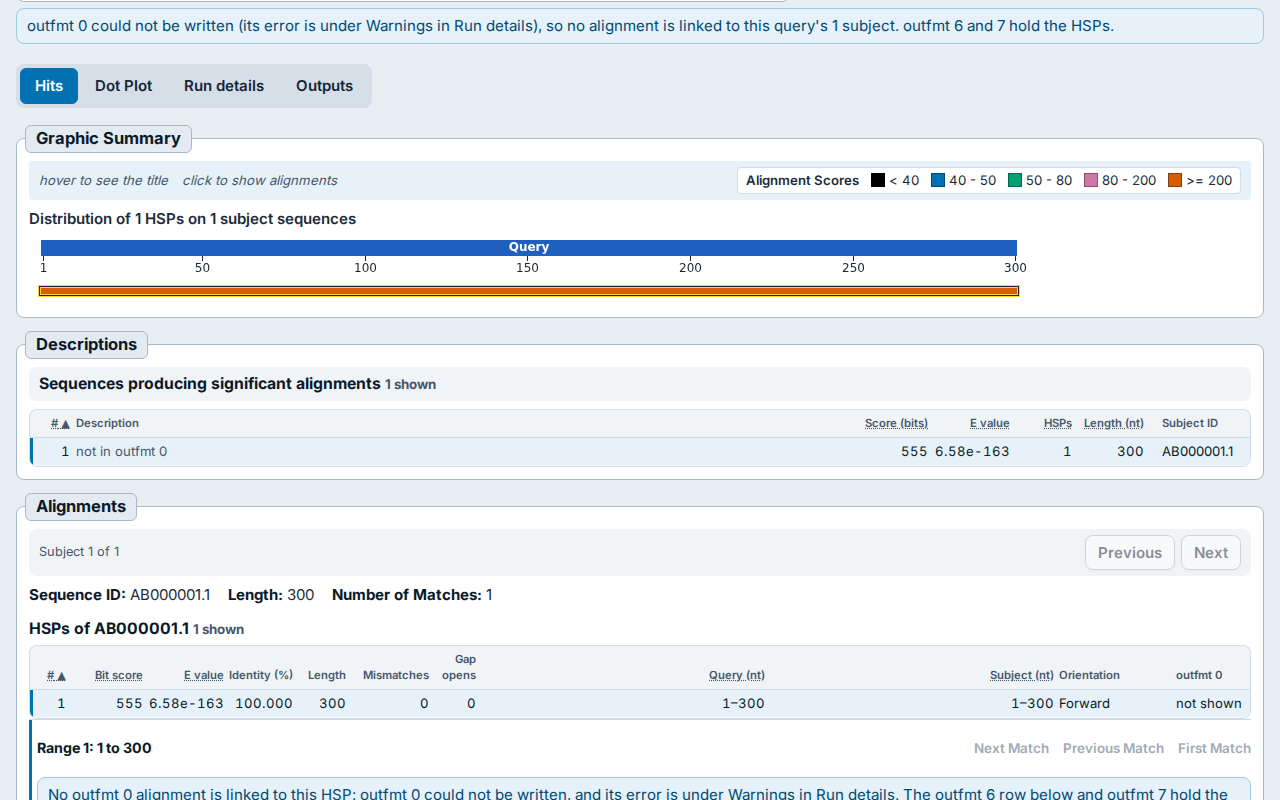 outfmt 0 could not be written (its error is under Warnings in Run details), so no alignment is linked to this query's 1 subject. outfmt 6 and 7 hold the HSPs.
Hits Dot Plot Run details Outputs
Graphic Summary
hover to see the title click to show alignments Alignment Scores < 40 40 - 50 50 - 80 80 - 200 >= 200
Distribution of 1 HSPs on 1 subject sequences
Query
1 50 100 150 200 250 300
Descriptions
Sequences producing significant alignments 1 shown
# ▲ Description Score (bits) E value HSPs Length (nt) Subject ID
1 not in outfmt 0 555 6.58e-163 1 300 AB000001.1
Alignments
Subject 1 of 1 Previous Next
Sequence ID: AB000001.1 Length: 300 Number of Matches: 1
HSPs of AB000001.1 1 shown
# ▲ Bit score E value Identity (%) Length Mismatches Gap opens Query (nt) Subject (nt) Orientation outfmt 0
1 555 6.58e-163 100.000 300 0 0 1–300 1–300 Forward not shown
Range 1: 1 to 300 Next Match Previous Match First Match
No outfmt 0 alignment is linked to this HSP: outfmt 0 could not be written, and its error is under Warnings in Run details. The outfmt 6 row below and outfmt 7 hold the